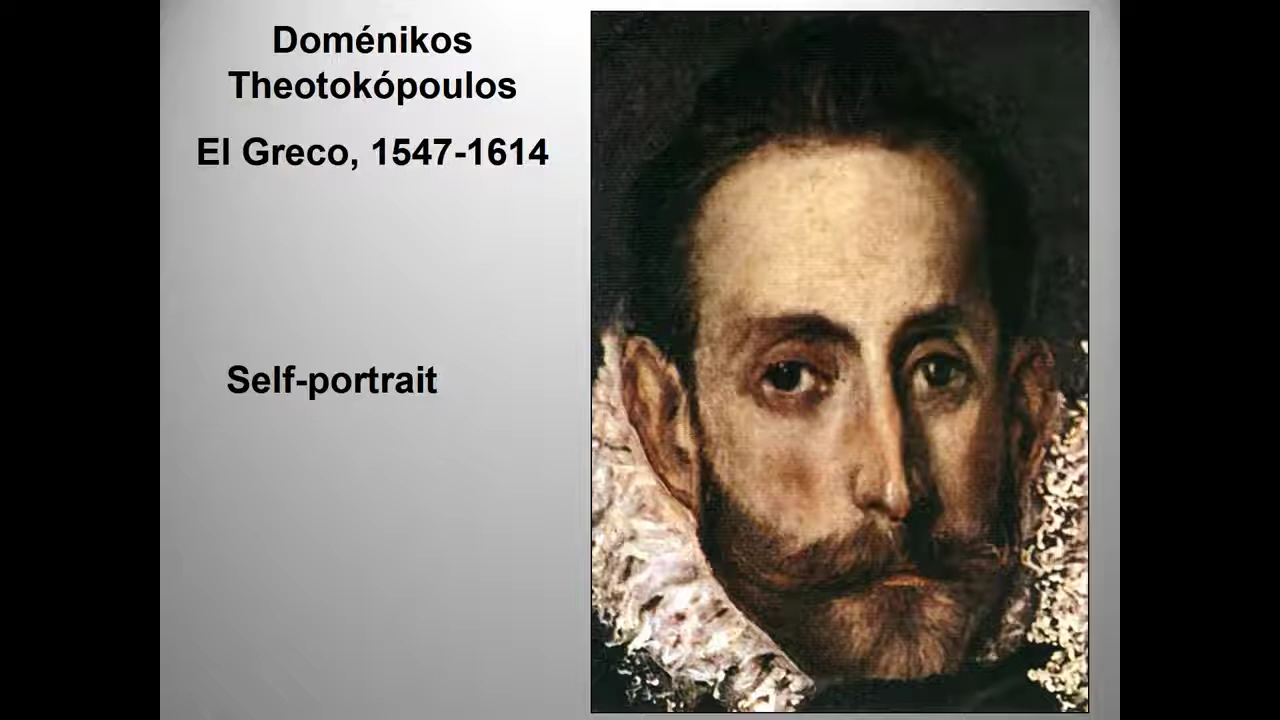 Doménikos
Theotokópoulos
El Greco, 1547-1614
Self-portrait